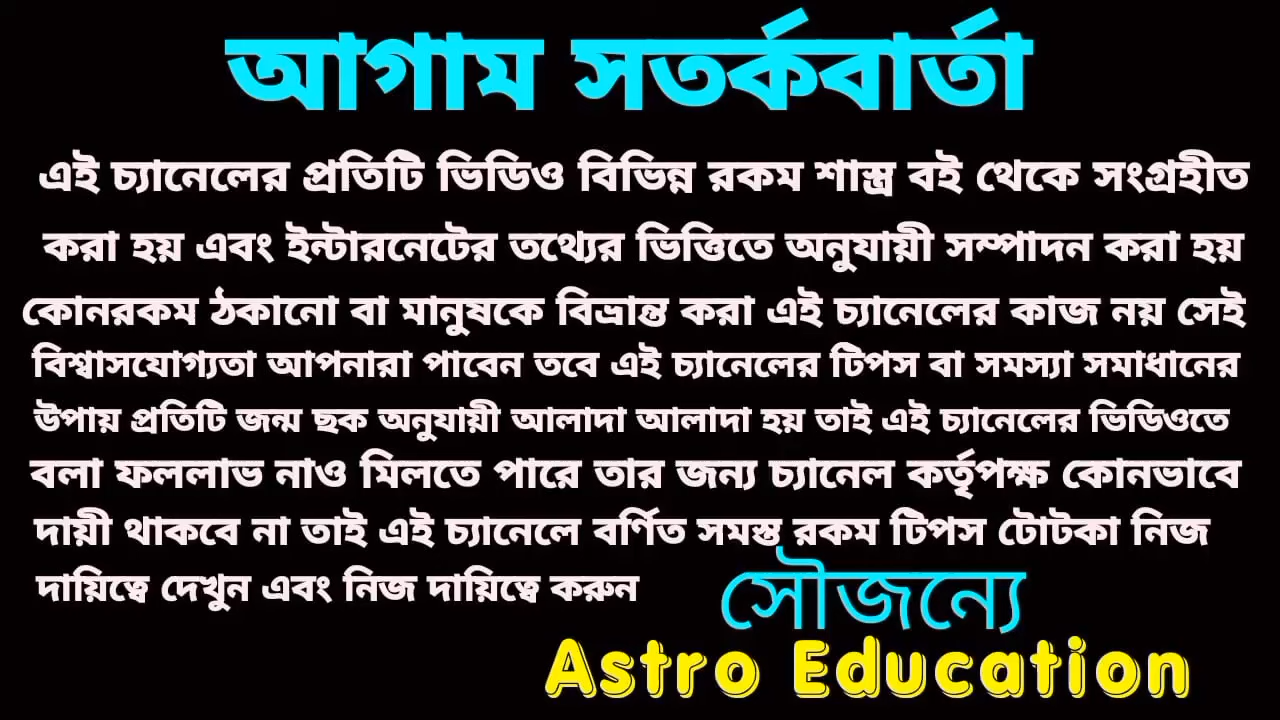 আগাম সতর্কবার্তা
এই চ্যানেলের প্রতিটি ভিডিও বিভিন্ন রকম শাস্ত্র বই থেকে সংগ্রহীত
করা হয় এবং ইন্টারনেটের তথ্যের ভিত্তিতে অনুযায়ী সম্পাদন করা হয়
কোনরকম ঠকানো বা মানুষকে বিভ্রান্ত করা এই চ্যানেলের কাজ নয় সেই
বিশ্বাসযোগ্যতা আপনারা পাবেন তবে এই চ্যানেলের টিপস বা সমস্যা সমাধানের
উপায় প্রতিটি জন্ম ছক অনুযায়ী আলাদা আলাদা হয় তাই এই চ্যানেলের ভিডিওতে
বলা ফললাভ নাও মিলতে পারে তার জন্য চ্যানেল কর্তৃপক্ষ কোনভাবে
দায়ী থাকবে না তাই এই চ্যানেলে বর্ণিত সমস্ত রকম টিপস টোটকা নিজ
দায়িত্বে দেখুন এবং নিজ দায়িত্বে করুন
সৌজন্যে
Astro Education